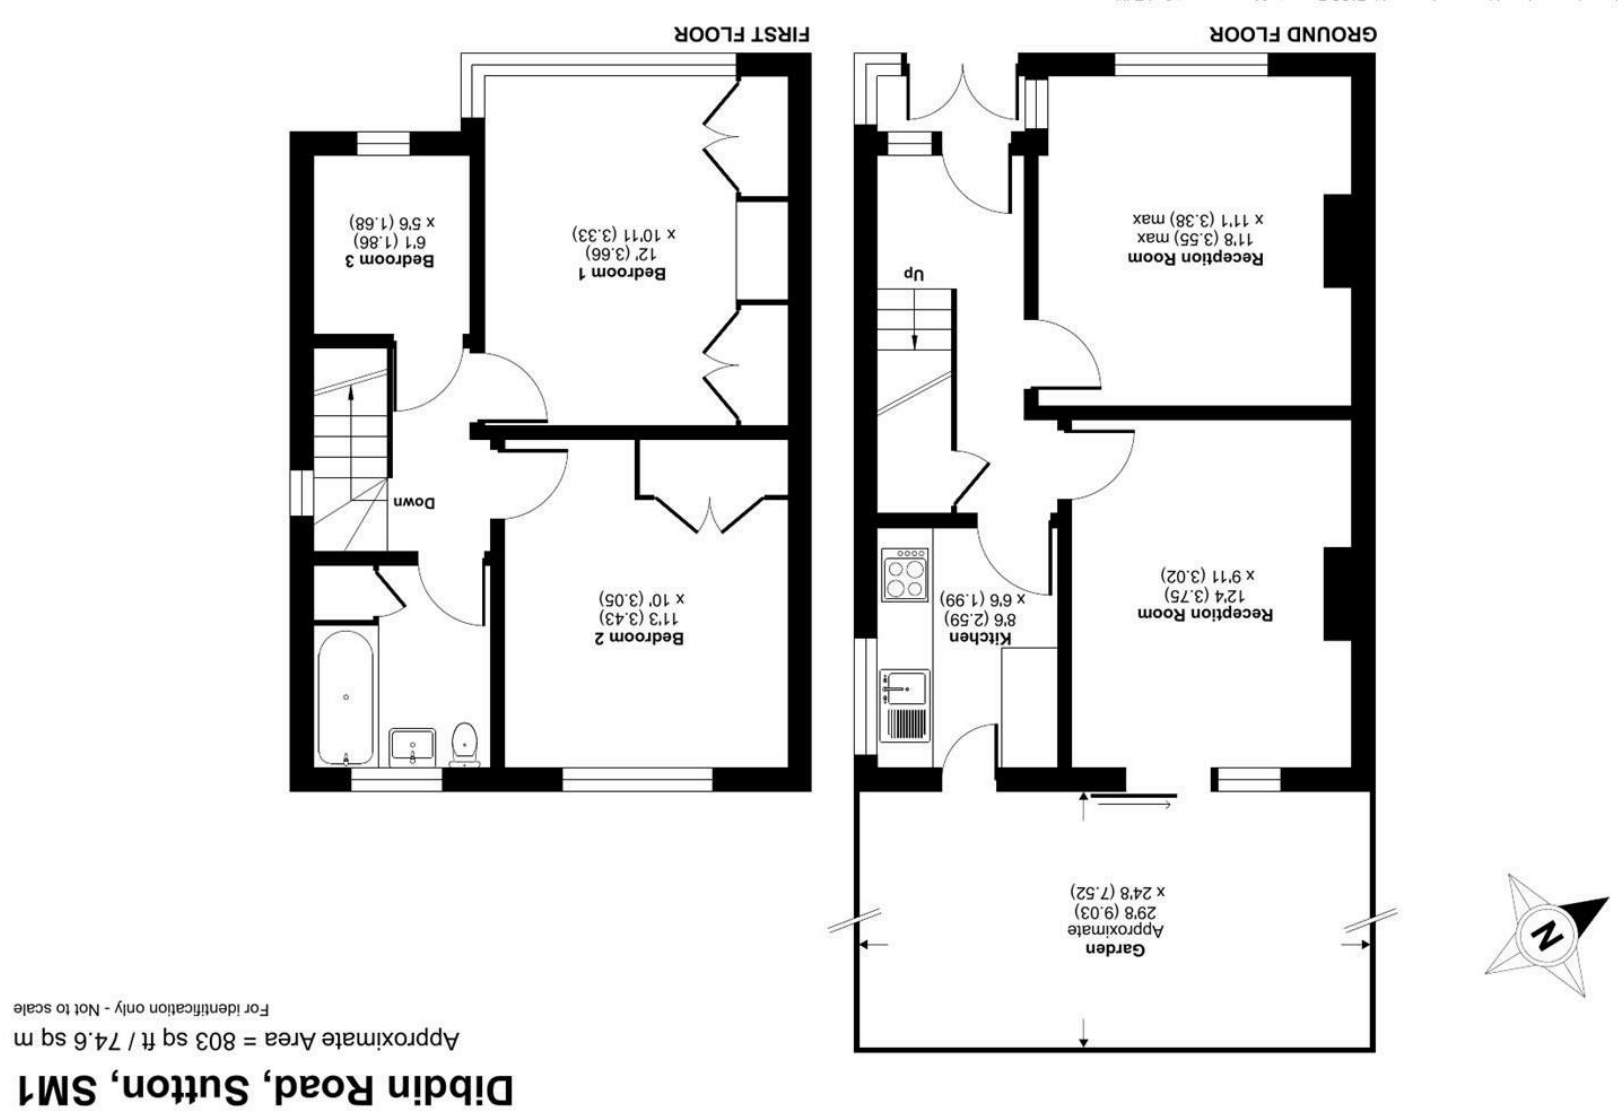 Dibdin Road, Sutton, SM1
Approximate Area = 803 sq ft / 74.6 sq m
For identification only - Not to scale
N
Garden
Approximate
29'8 (9.03)
x 24'8 (7.52)
Reception Room
12'4 (3.75)
x 9'11 (3.02)
Kitchen
8'6 (2.59)
x 6'6 (1.99)
Reception Room
11'8 (3.55) max
x 11'1 (3.38) max
Up
GROUND FLOOR
Bedroom 2
11'3 (3.43)
x 10' (3.05)
Down
Bedroom 1
12' (3.66)
x 10'11 (3.33)
Bedroom 3
6'1 (1.86)
x 5'6 (1.68)
FIRST FLOOR